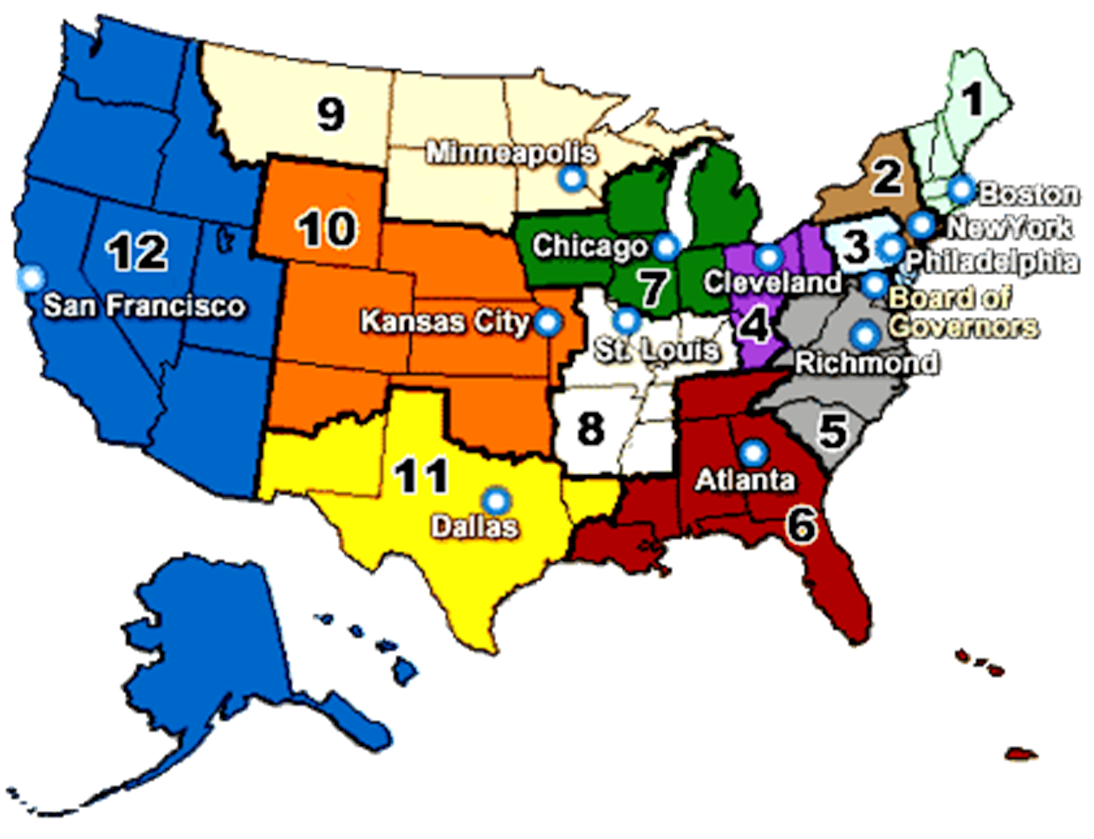 1
9
Minneapolis
2
Boston
10
NewYork
12
Chicago
3
Philadelphia
7
Cleveland
San Francisco
Board of
Governors
Kansas City
4
St. Louis
Richmond
8
5
11
Atlanta
Dallas
6